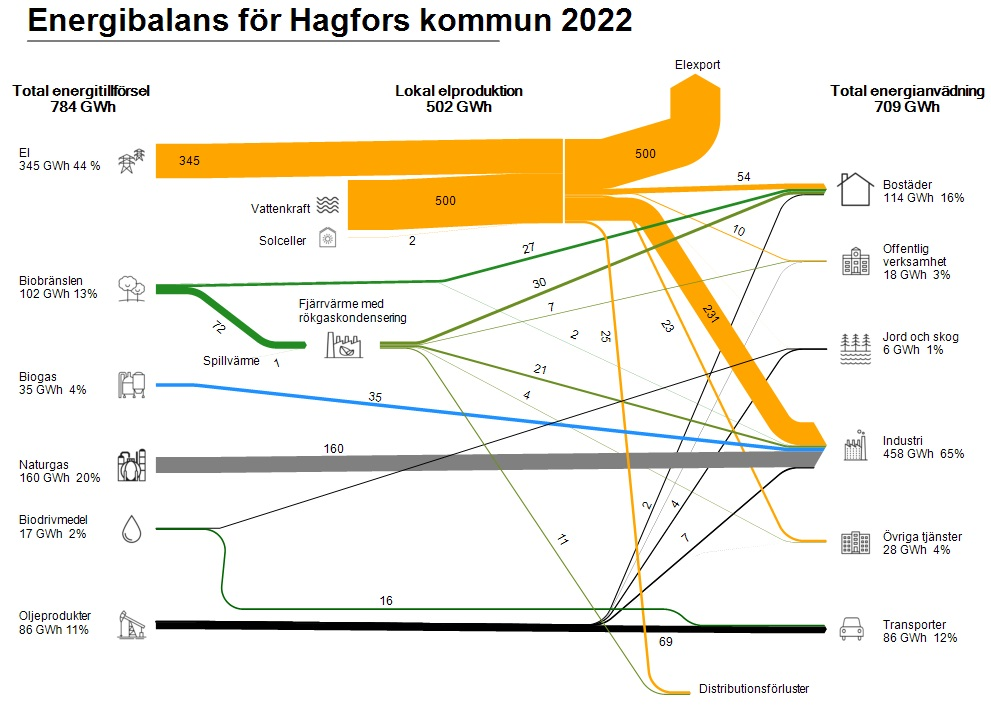 Energibalans för Hagfors kommun 2022
Elexport
Total energitillförsel
784 GWh
Lokal elproduktion
502 GWh
Total energianvädning
709 GWh
El
345 GWh 44 %
345
500
54
Bostäder
114 GWh 16%
Vattenkraft
500
Solceller
2
10
Offentlig
verksamhet
18 GWh 3%
27
30
Biobränslen
102 GWh 13%
Fjärrvärme med
rökgaskondensering
7
231
72
2
25
23
Jord och skog
6 GWh 1%
Spillvärme
1
21
Biogas
35 GWh 4%
35
4
Industri
458 GWh 65%
160
Naturgas
160 GWh 20%
2
4
Biodrivmedel
17 GWh 2%
11
7
Övriga tjänster
28 GWh 4%
16
Oljeprodukter
86 GWh 11%
69
Transporter
86 GWh 12%
Distributionsförluster